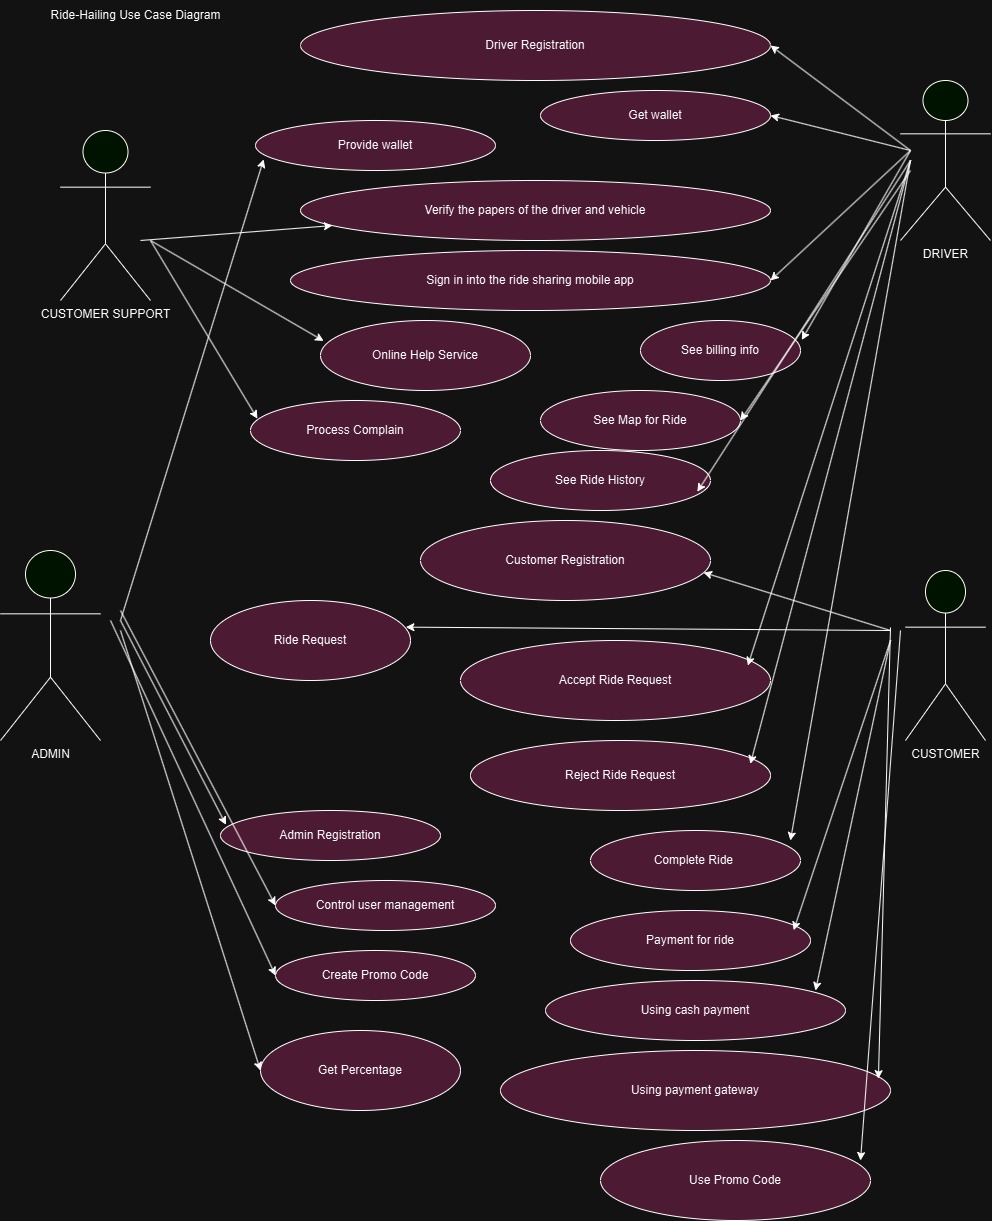 Ride-Hailing Use Case Diagram
Driver Registration
Get wallet
Provide wallet
Verify the papers of the driver and vehicle
DRIVER
Sign in into the ride sharing mobile app
CUSTOMER SUPPORT
See billing info
Online Help Service
See Map for Ride
Process Complain
See Ride History
Customer Registration
Ride Request
Accept Ride Request
ADMIN
CUSTOMER
Reject Ride Request
Admin Registration
Complete Ride
Control user management
Payment for ride
Create Promo Code
Using cash payment
Get Percentage
Using payment gateway
Use Promo Code